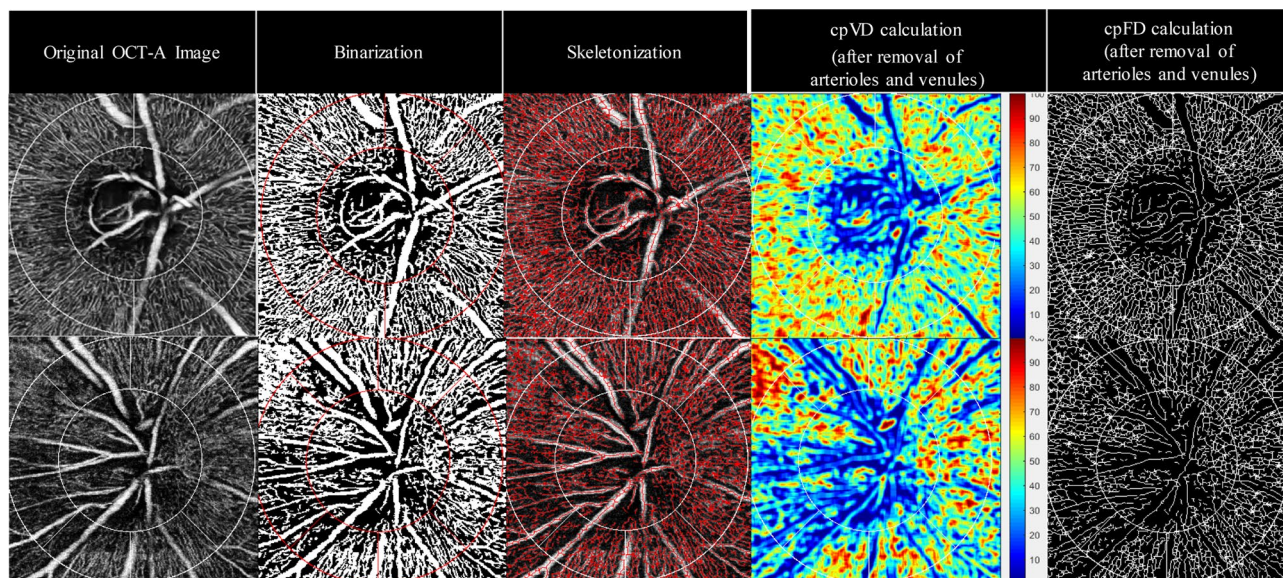 Original OCT-A Image
Binarization
Skeletonization
cpVD calculation
(after removal of
arterioles and venules)
cpFD calculation
(after removal of
arterioles and venules)
100
90
80
70
60
50
40
30
20
10
100
90
80
70
60
50
40
30
20
10